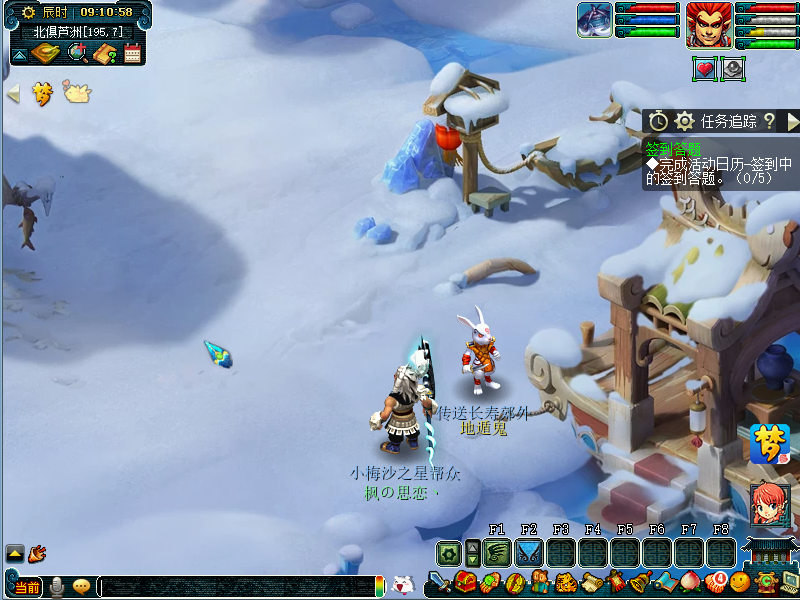 辰时 09:10:58
北俱芦洲[195,7]
梦
任务追踪 ?
签到答题
◆完成活动日历-签到中
的签到答题。(0/5)
传送长寿郊外
地遁鬼
小梅沙之星帮众
枫の思恋·
梦
F1 F2 F3 F4 F5 F6 F7 F8
当前
4